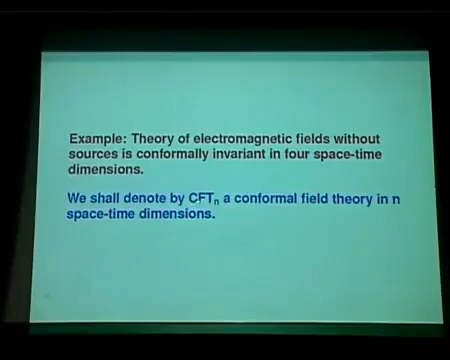 Example: Theory of electromagnetic fields without
sources is conformally invariant in four space-time
dimensions.
We shall denote by CFTn a conformal field theory in n
space-time dimensions.